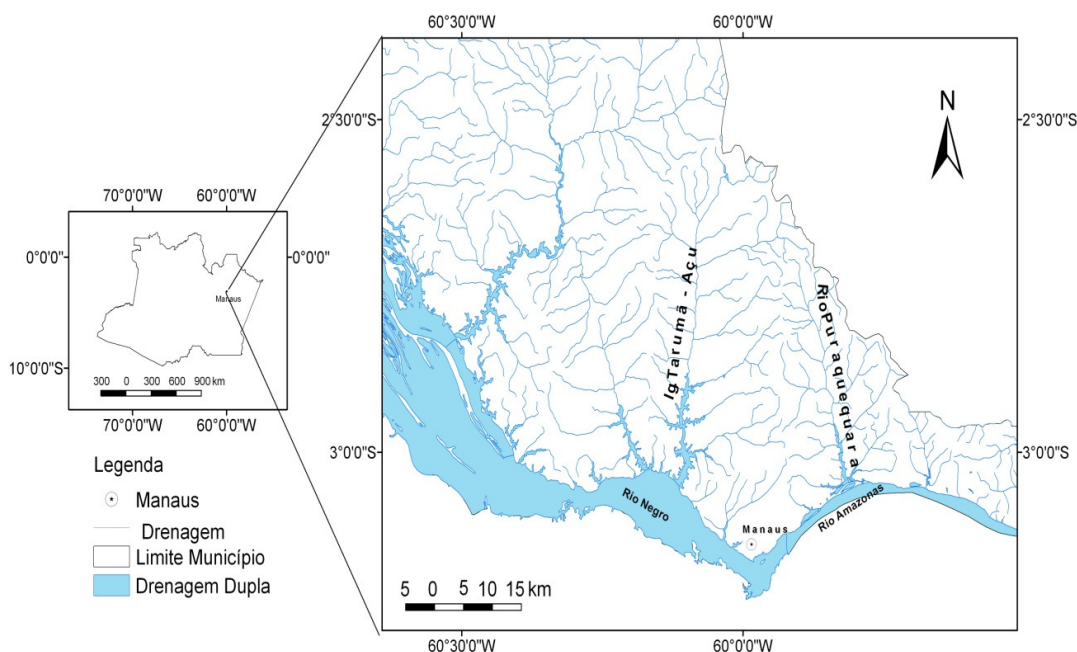 60°30'0"W 60°0'0"W
2°30'0"S 2°30'0"S
N
70°0'0"W 60°0'0"W
0°0'0" 0°0'0"
Manaus
10°0'0"S
300 0 300 600 900 km
70°0'0"W 60°0'0"W
Ig Tarumã - Açu
Rio Puraquequara
3°0'0"S 3°0'0"S
Rio Negro
Manaus
Rio Amazonas
5 0 5 10 15 km
60°30'0"W 60°0'0"W
Legenda
Manaus
Drenagem
Limite Município
Drenagem Dupla